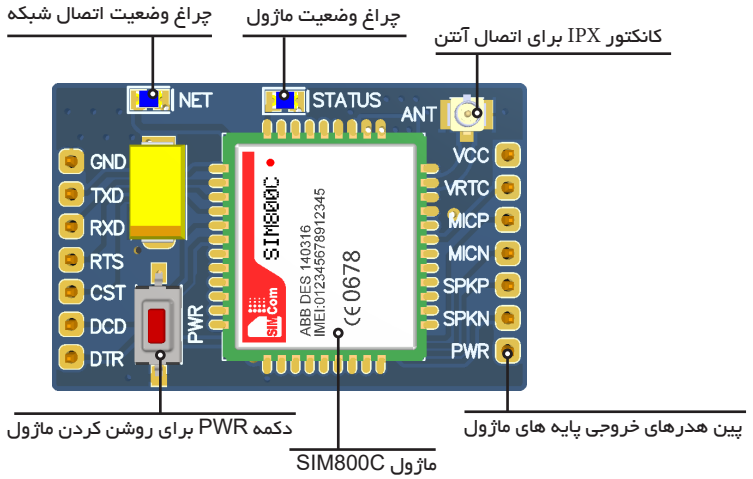 چراغ وضعیت اتصال شبکه
چراغ وضعیت ماژول
کانکتور IPX برای اتصال آنتن
NET
STATUS
ANT
GND
TXD
RXD
RTS
CST
DCD
DTR
PWR
SIM800C
SIMCom
ABB DES 140316
IMEI:012345678912345
CE0678
VCC
VRTC
MICP
MICN
SPKP
SPKN
PWR
دکمه PWR برای روشن کردن ماژول
ماژول SIM800C
پین هدرهای خروجی پایه های ماژول